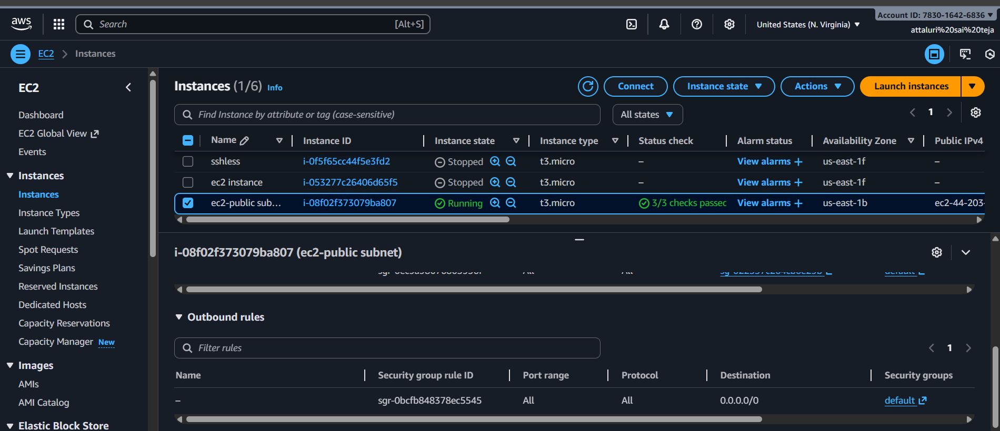 Account ID: 7830-1642-6836
aws
Search [Alt+S]
United States (N. Virginia)
attaluri%20sai%20teja
EC2 > Instances
EC2
Dashboard
EC2 Global View
Events
Instances
Instances
Instance Types
Launch Templates
Spot Requests
Savings Plans
Reserved Instances
Dedicated Hosts
Capacity Reservations
Capacity Manager New
Images
AMIs
AMI Catalog
Elastic Block Store
Instances (1/6) Info
Connect
Instance state
Actions
Launch instances
Find Instance by attribute or tag (case-sensitive)
All states
1
Name Instance ID Instance state Instance type Status check Alarm status Availability Zone Public IPv4
sshless i-0f5f65cc44f5e3fd2 Stopped t3.micro – View alarms + us-east-1f –
ec2 instance i-053277c26406d65f5 Stopped t3.micro – View alarms + us-east-1f –
ec2-public sub... i-08f02f373079ba807 Running t3.micro 3/3 checks passec View alarms + us-east-1b ec2-44-203-
i-08f02f373079ba807 (ec2-public subnet)
All All default
Outbound rules
Filter rules
1
Name Security group rule ID Port range Protocol Destination Security groups
– sgr-0bcfb848378ec5545 All All 0.0.0.0/0 default